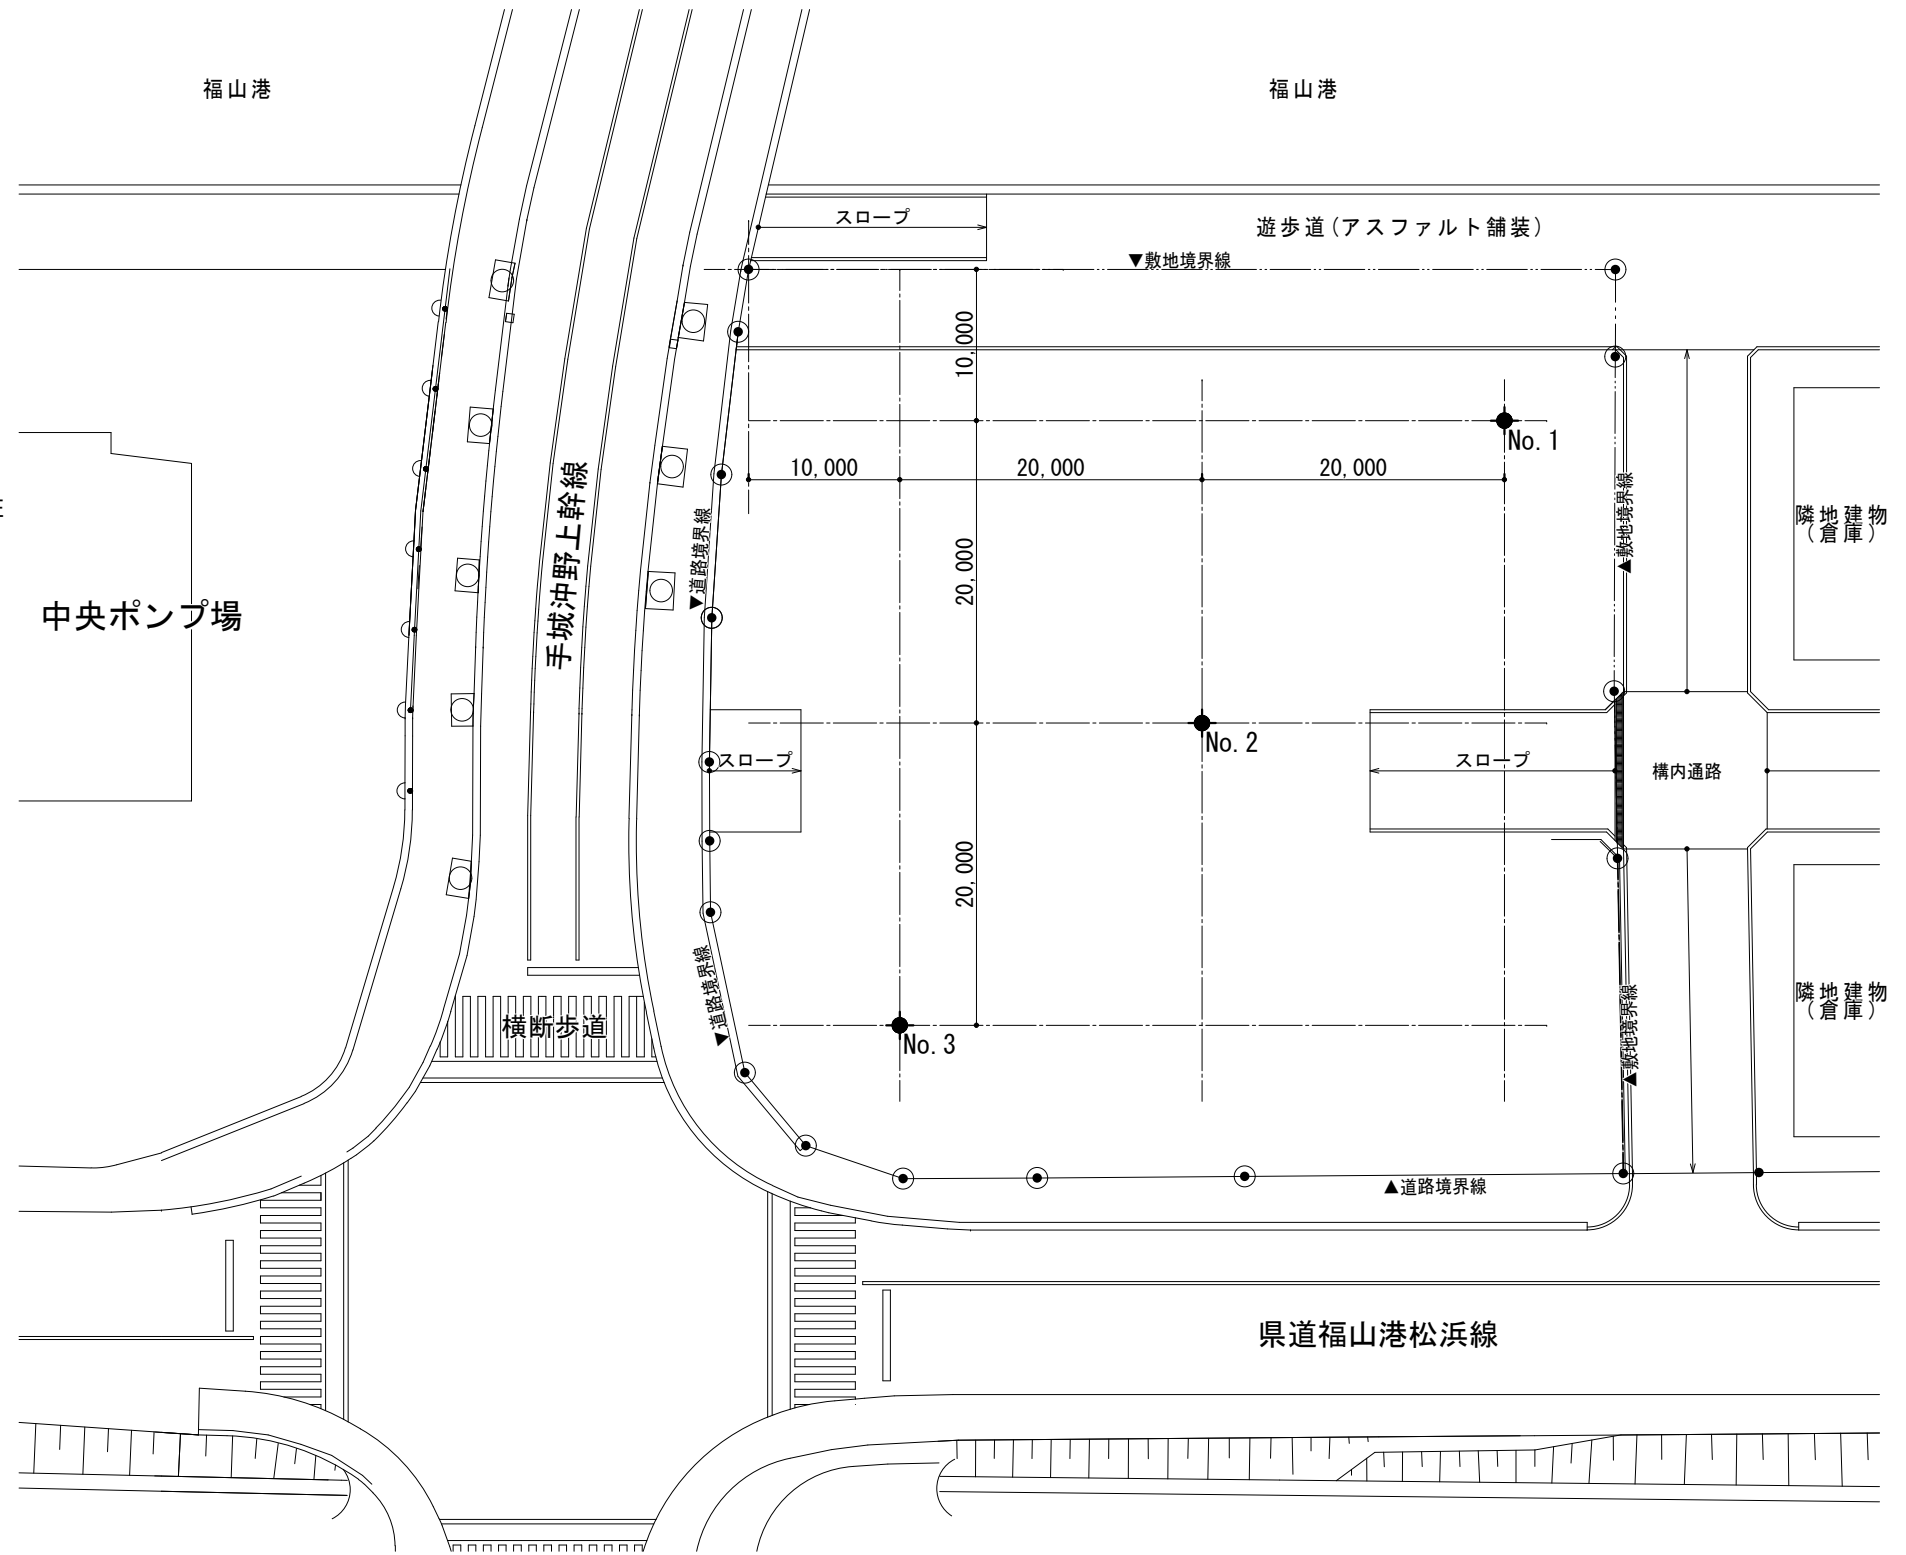 福山港
福山港
スロープ
遊歩道(アスファルト舗装)
▼敷地境界線
10,000
No.1
10,000
20,000
20,000
手城沖野上幹線
▼道路境界線
▲敷地境界線
隣地建物
(倉庫)
20,000
中央ポンプ場
No.2
スロープ
スロープ
構内通路
20,000
▼道路境界線
横断歩道
No.3
▲敷地境界線
隣地建物
(倉庫)
▲道路境界線
県道福山港松浜線